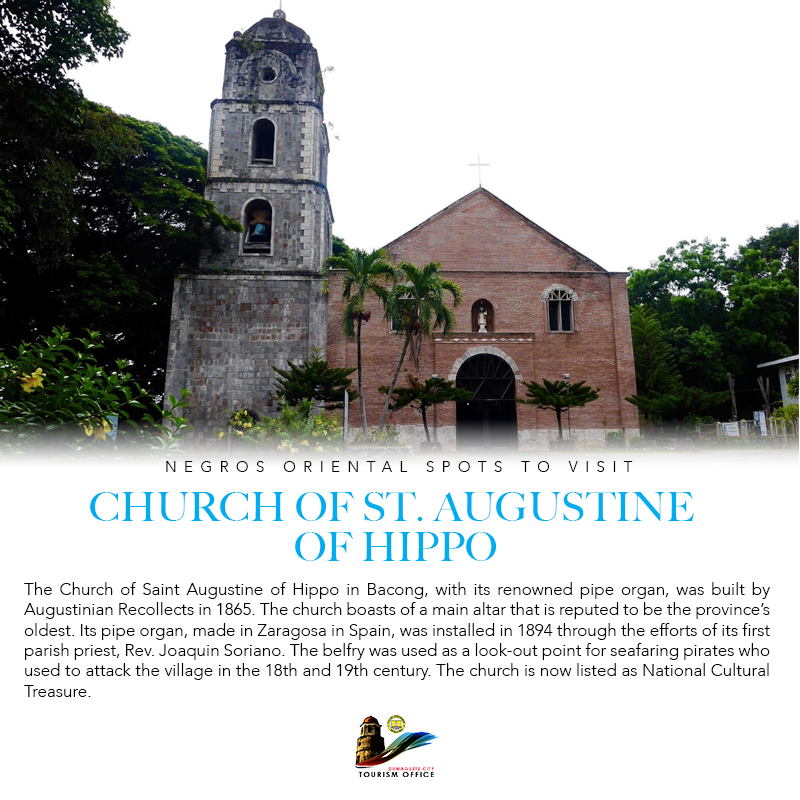 NEGROS ORIENTAL SPOTS TO VISIT
CHURCH OF ST. AUGUSTINE
OF HIPPO
The Church of Saint Augustine of Hippo in Bacong, with its renowned pipe organ, was built by
Augustinian Recollects in 1865. The church boasts of a main altar that is reputed to be the province's
oldest. Its pipe organ, made in Zaragosa in Spain, was installed in 1894 through the efforts of its first
parish priest, Rev. Joaquin Soriano. The belfry was used as a look-out point for seafaring pirates who
used to attack the village in the 18th and 19th century. The church is now listed as National Cultural
Treasure.
DUMAGUETE CITY
TOURISM OFFICE